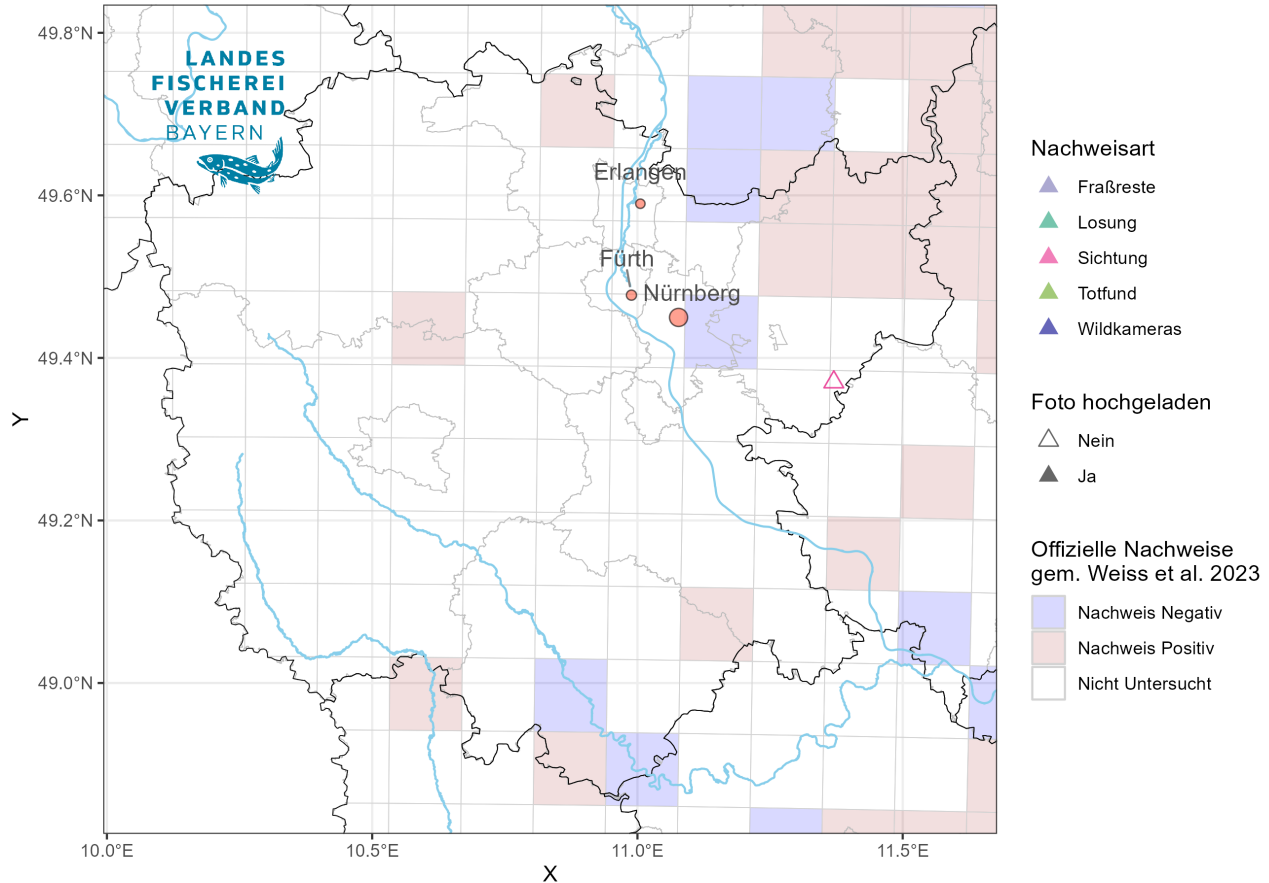 49.8°N
49.6°N
49.4°N
49.2°N
49.0°N
Y
LANDES
FISCHEREI
VERBAND
BAYERN
Erlangen
Fürth
Nürnberg
10.0°E
10.5°E
11.0°E
11.5°E
X
Nachweisart
Fraßreste
Losung
Sichtung
Totfund
Wildkameras
Foto hochgeladen
Nein
Ja
Offizielle Nachweise
gem. Weiss et al. 2023
Nachweis Negativ
Nachweis Positiv
Nicht Untersucht